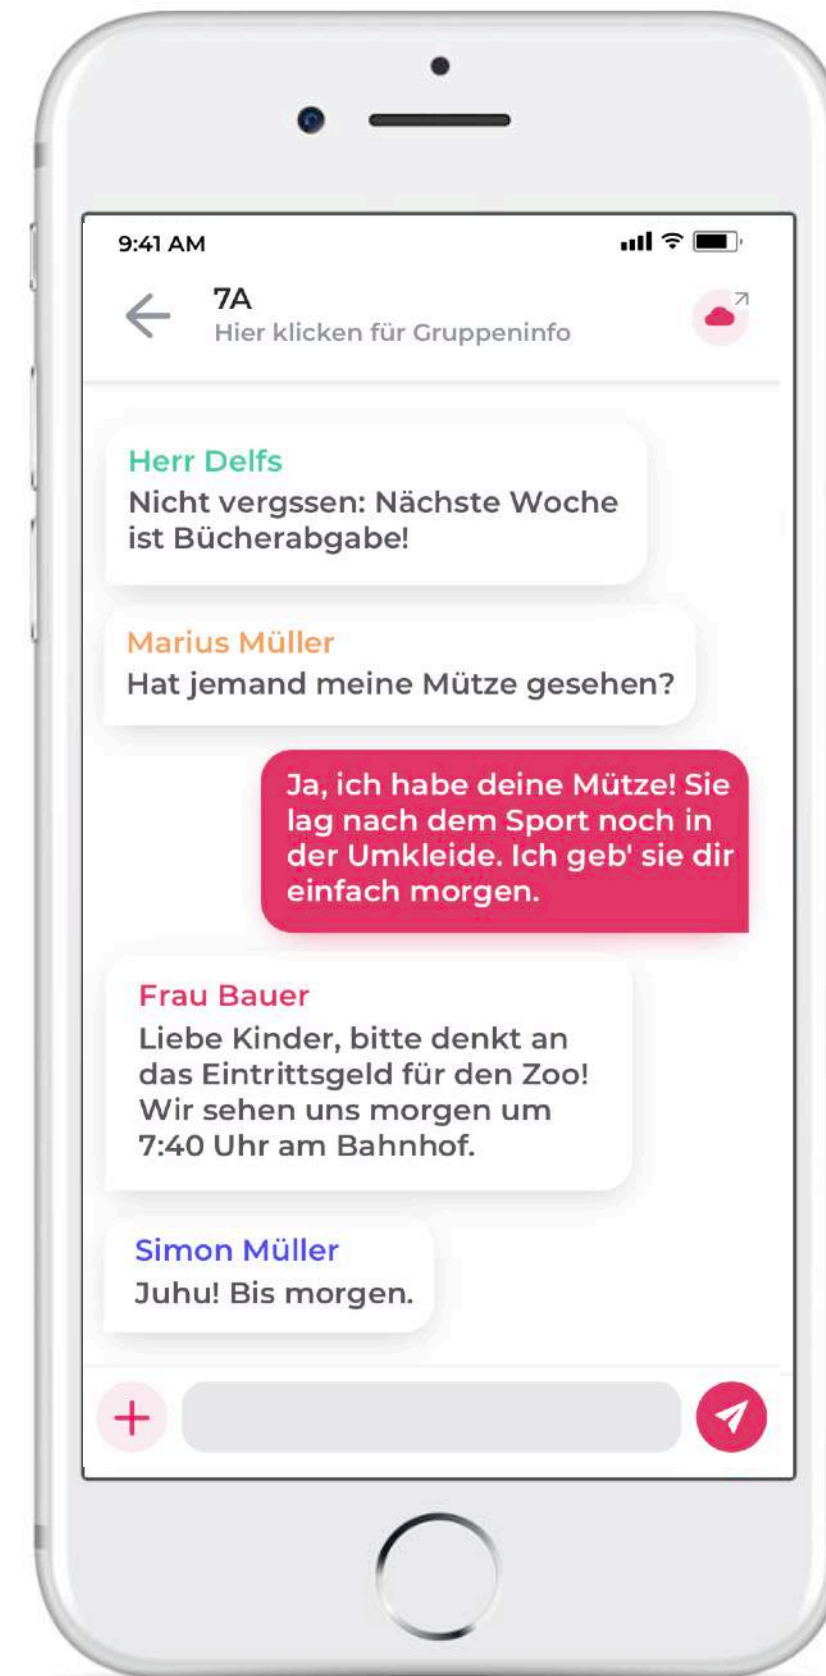 9:41 AM
7A
Hier klicken für Gruppeninfo
Herr Delfs
Nicht vergssen: Nächste Woche
ist Bücherabgabe!
Marius Müller
Hat jemand meine Mütze gesehen?
Ja, ich habe deine Mütze! Sie
lag nach dem Sport noch in
der Umkleide. Ich geb' sie dir
einfach morgen.
Frau Bauer
Liebe Kinder, bitte denkt an
das Eintrittsgeld für den Zoo!
Wir sehen uns morgen um
7:40 Uhr am Bahnhof.
Simon Müller
Juhu! Bis morgen.